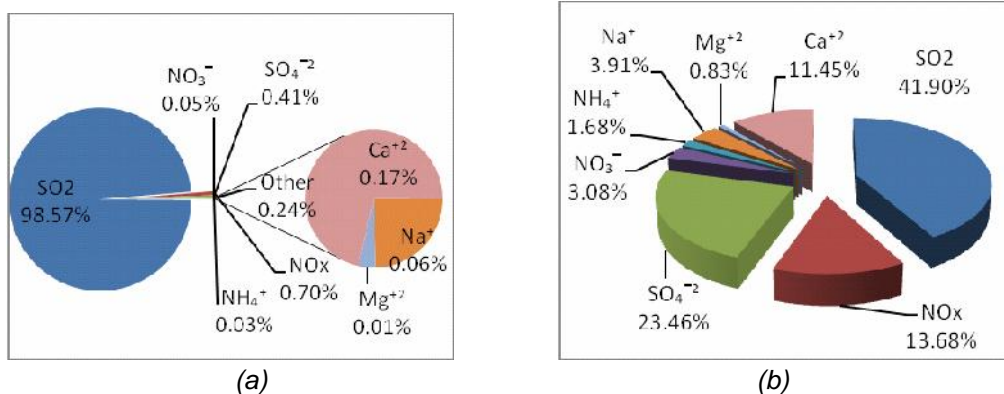 NO₃⁻
0.05%
SO₄⁻²
0.41%
SO2
98.57%
Other
0.24%
NOx
0.70%
NH₄⁺
0.03%
Ca⁺²
0.17%
Na⁺
0.06%
Mg⁺²
0.01%
(a)
Na⁺
3.91%
Mg⁺²
0.83%
Ca⁺²
11.45%
SO2
41.90%
NH₄⁺
1.68%
NO₃⁻
3.08%
SO₄⁻²
23.46%
NOx
13.68%
(b)